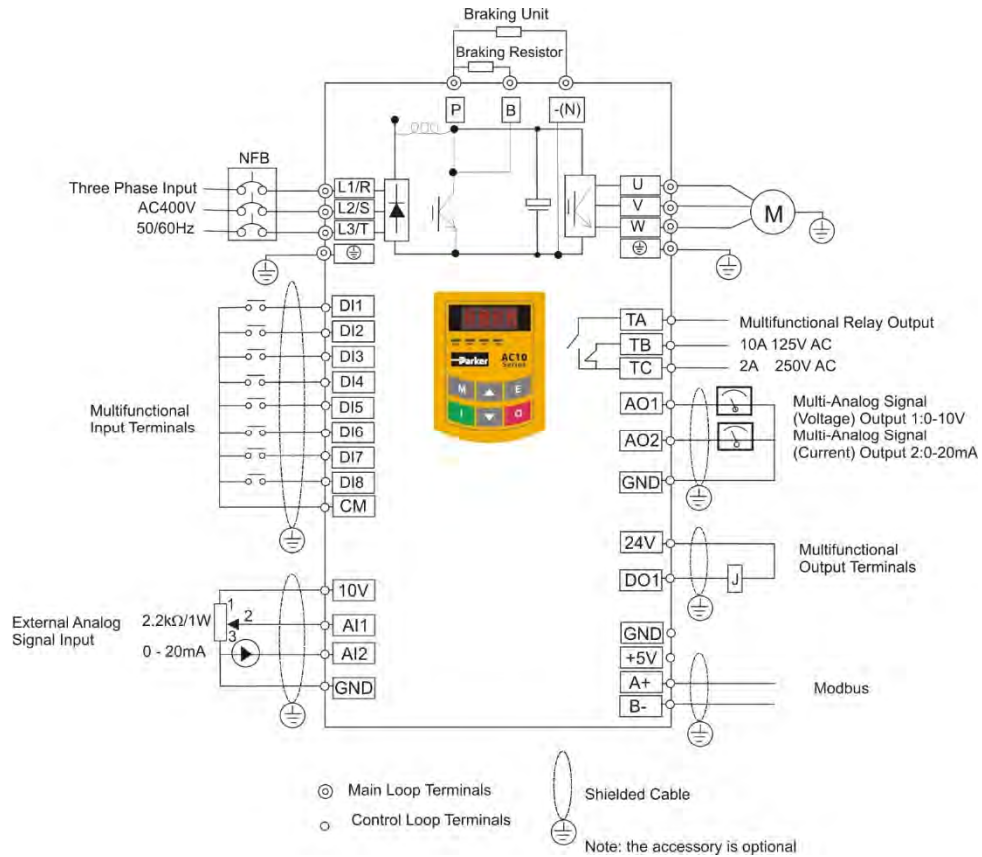 Braking Unit
Braking Resistor
P
B
-(N)
NFB
Three Phase Input
AC400V
50/60Hz
L1/R
L2/S
L3/T
U
V
W
M
DI1
DI2
DI3
DI4
DI5
DI6
DI7
DI8
CM
Multifunctional
Input Terminals
Parker
AC10
Series
M
E
I
O
TA
TB
TC
Multifunctional Relay Output
10A 125V AC
2A 250V AC
AO1
AO2
GND
Multi-Analog Signal
(Voltage) Output 1:0-10V
Multi-Analog Signal
(Current) Output 2:0-20mA
24V
DO1
J
Multifunctional
Output Terminals
10V
AI1
AI2
GND
External Analog
Signal Input
2.2kΩ/1W
0 - 20mA
1
2
3
GND
+5V
A+
B-
Modbus
Main Loop Terminals
Control Loop Terminals
Shielded Cable
Note: the accessory is optional